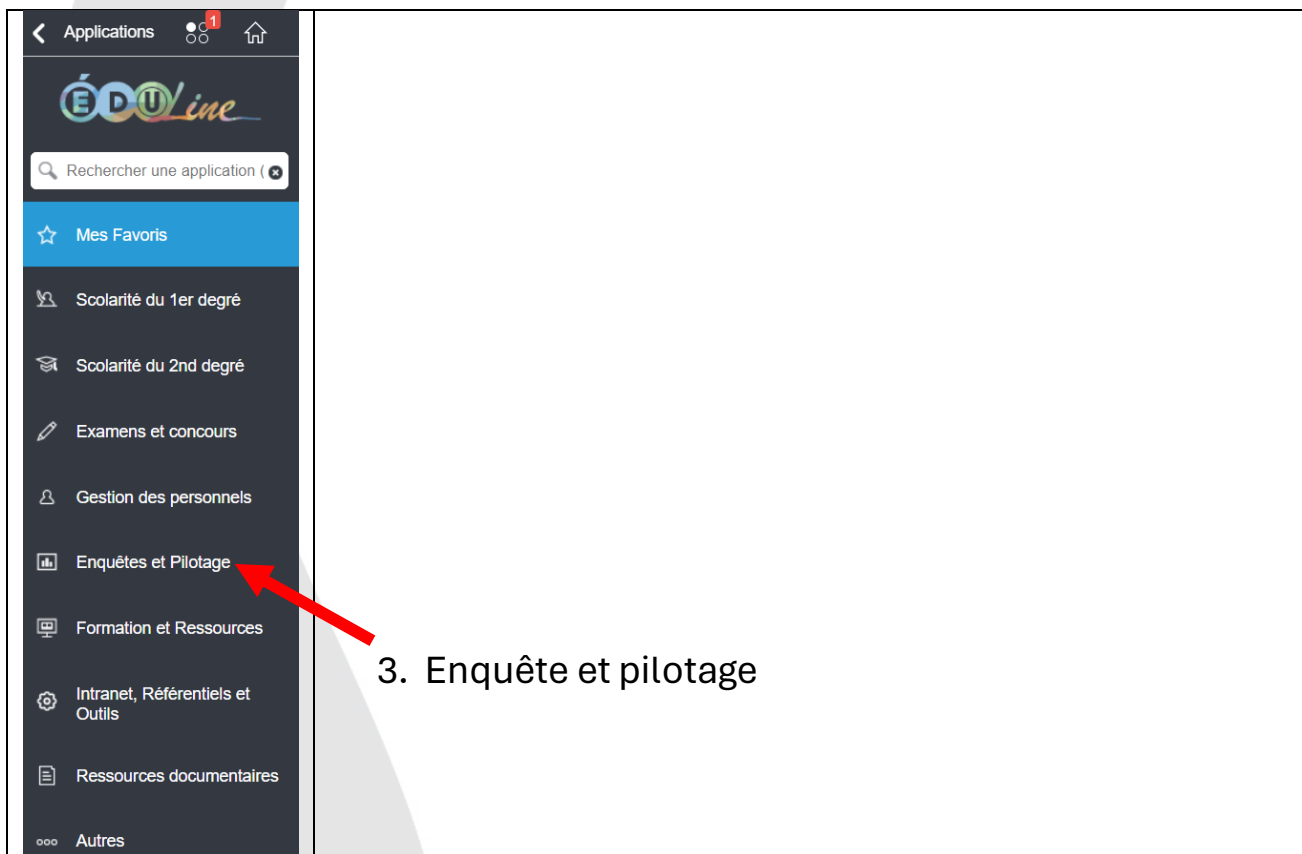 Applications
1
ÉDULine
Rechercher une application (
Mes Favoris
Scolarité du 1er degré
Scolarité du 2nd degré
Examens et concours
Gestion des personnels
Enquêtes et Pilotage
Formation et Ressources
3. Enquête et pilotage
Intranet, Référentiels et
Outils
Ressources documentaires
Autres